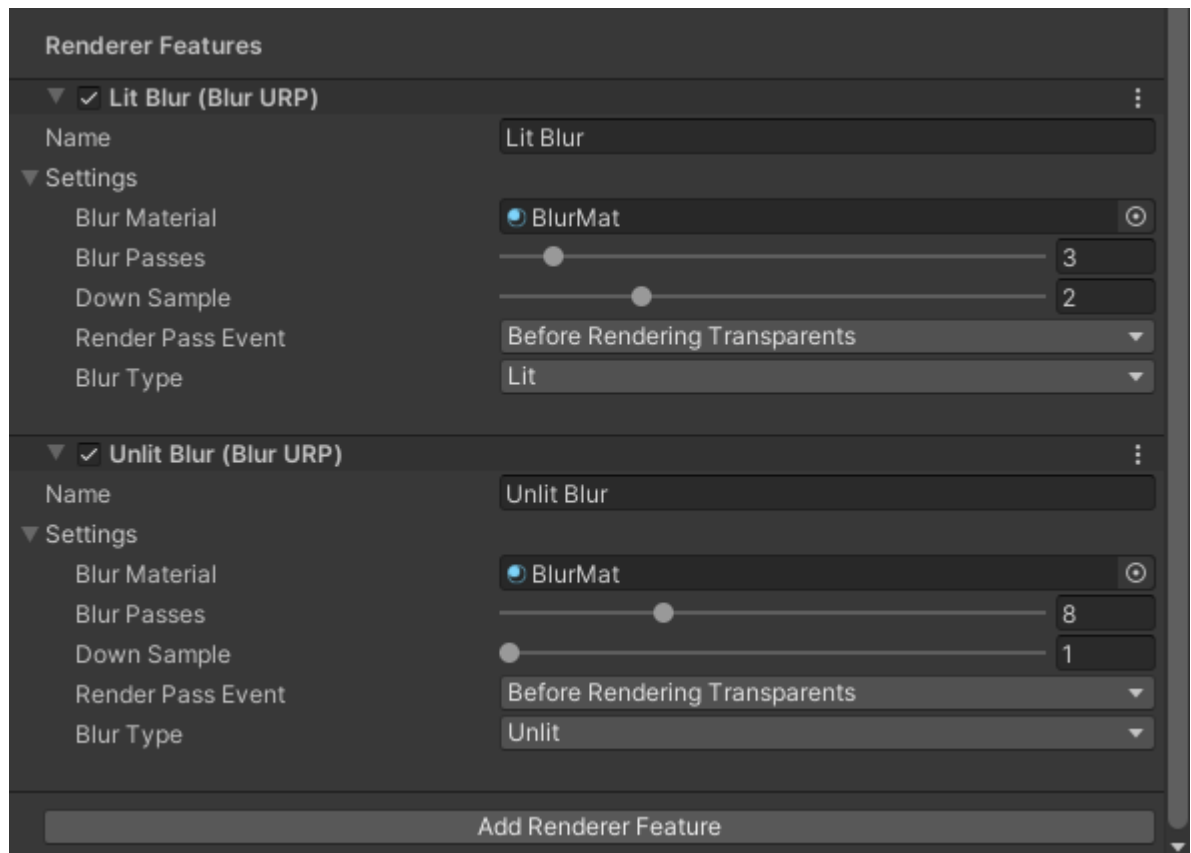 Renderer Features
Lit Blur (Blur URP)
Name Lit Blur
Settings
Blur Material BlurMat
Blur Passes 3
Down Sample 2
Render Pass Event Before Rendering Transparents
Blur Type Lit
Unlit Blur (Blur URP)
Name Unlit Blur
Settings
Blur Material BlurMat
Blur Passes 8
Down Sample 1
Render Pass Event Before Rendering Transparents
Blur Type Unlit
Add Renderer Feature